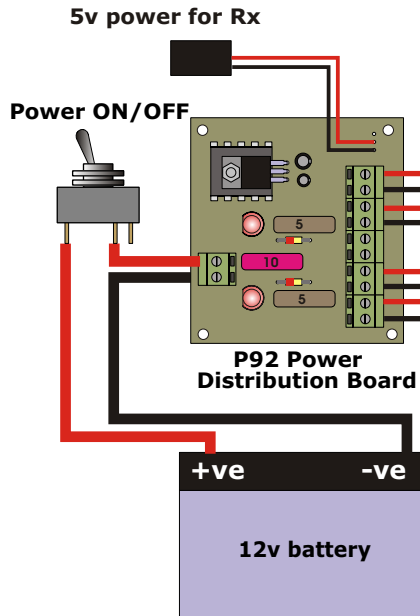 5v power for Rx
Power ON/OFF
5
10
5
P92 Power
Distribution Board
+ve -ve
12v battery